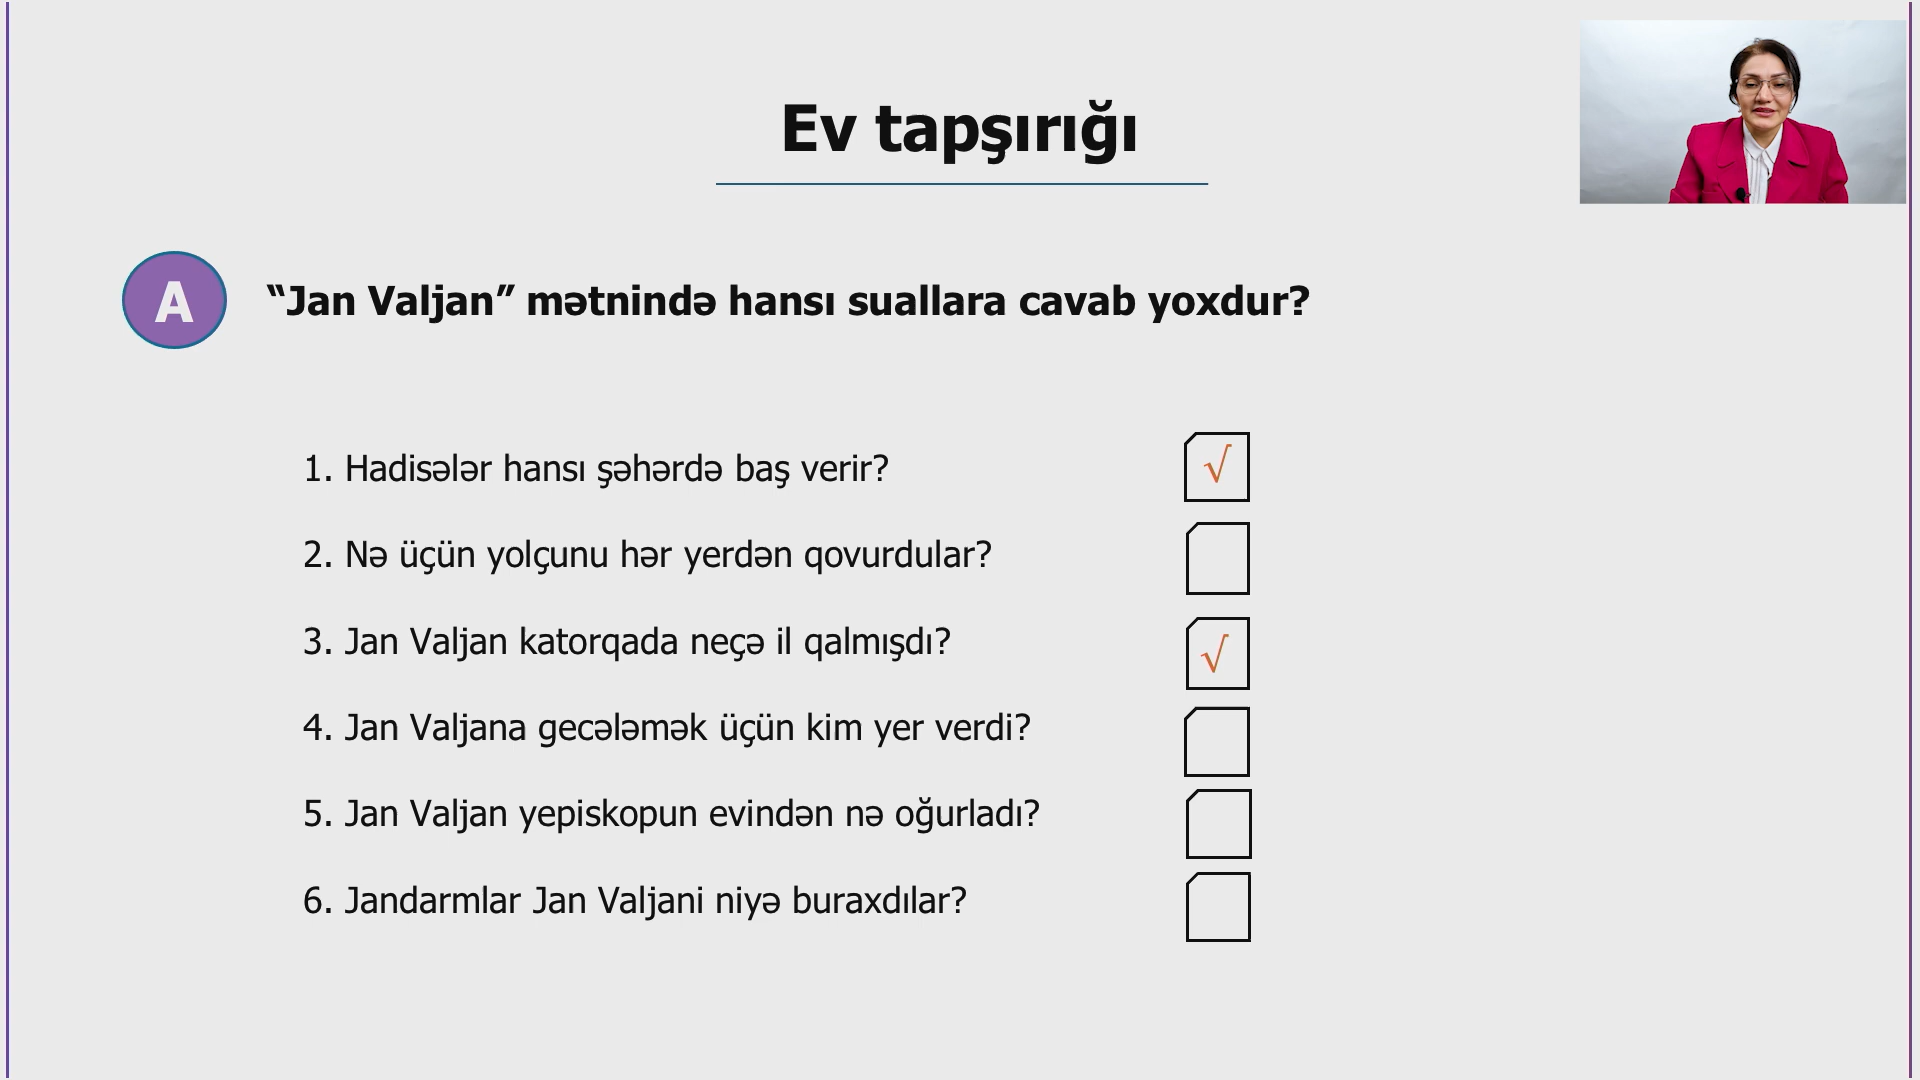 Ev tapşırığı
A
“Jan Valjan” mətnində hansı suallara cavab yoxdur?
1. Hadisələr hansı şəhərdə baş verir? √
2. Nə üçün yolçunu hər yerdən qovurdular?
3. Jan Valjan katorqada neçə il qalmışdı? √
4. Jan Valjana gecələmək üçün kim yer verdi?
5. Jan Valjan yepiskopun evindən nə oğurladı?
6. Jandarmlar Jan Valjani niyə buraxdılar?